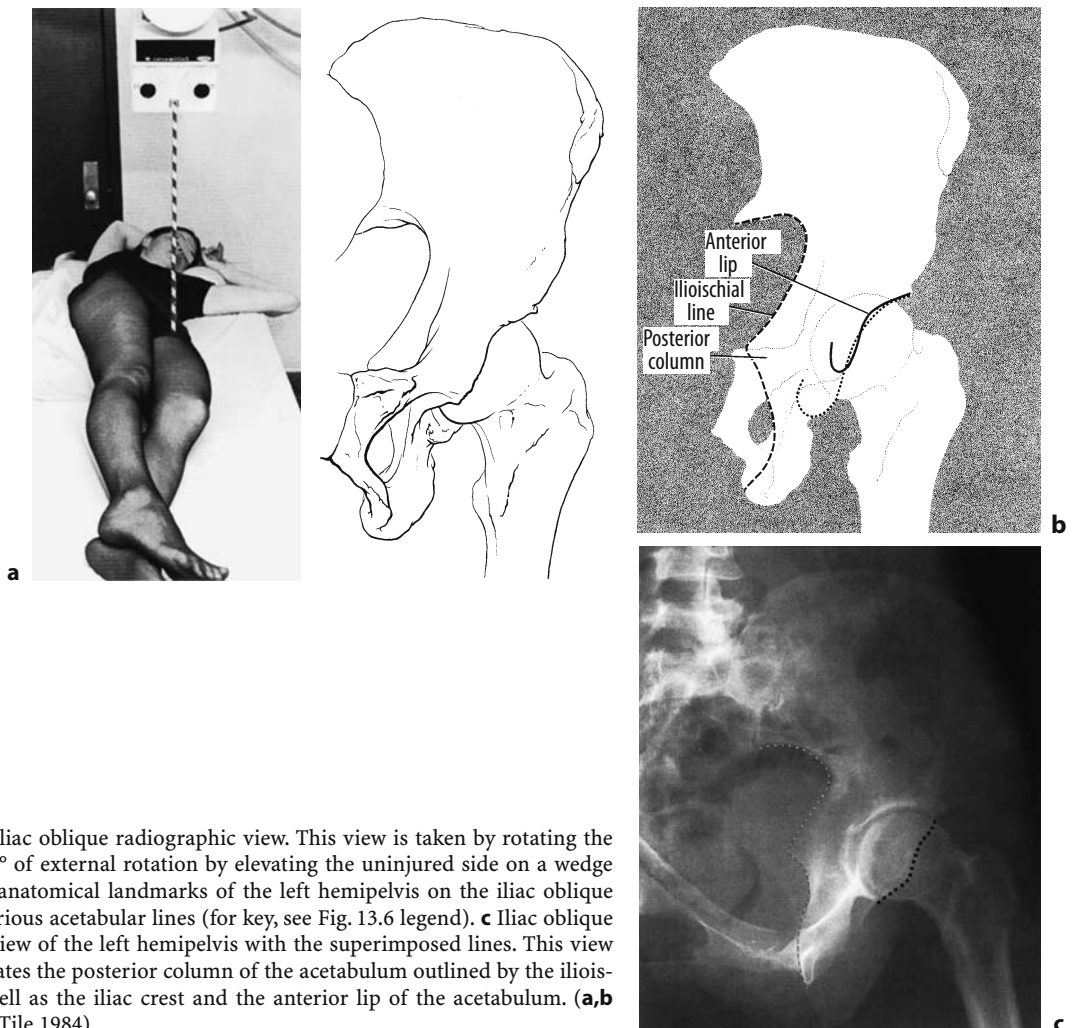 Anterior
lip
Ilioischial
line
Posterior
column
a
b
liac oblique radiographic view. This view is taken by rotating the
° of external rotation by elevating the uninjured side on a wedge
anatomical landmarks of the left hemipelvis on the iliac oblique
rious acetabular lines (for key, see Fig. 13.6 legend). c Iliac oblique
iew of the left hemipelvis with the superimposed lines. This view
ates the posterior column of the acetabulum outlined by the iliois-
ell as the iliac crest and the anterior lip of the acetabulum. (a,b
Tile 1984)
c